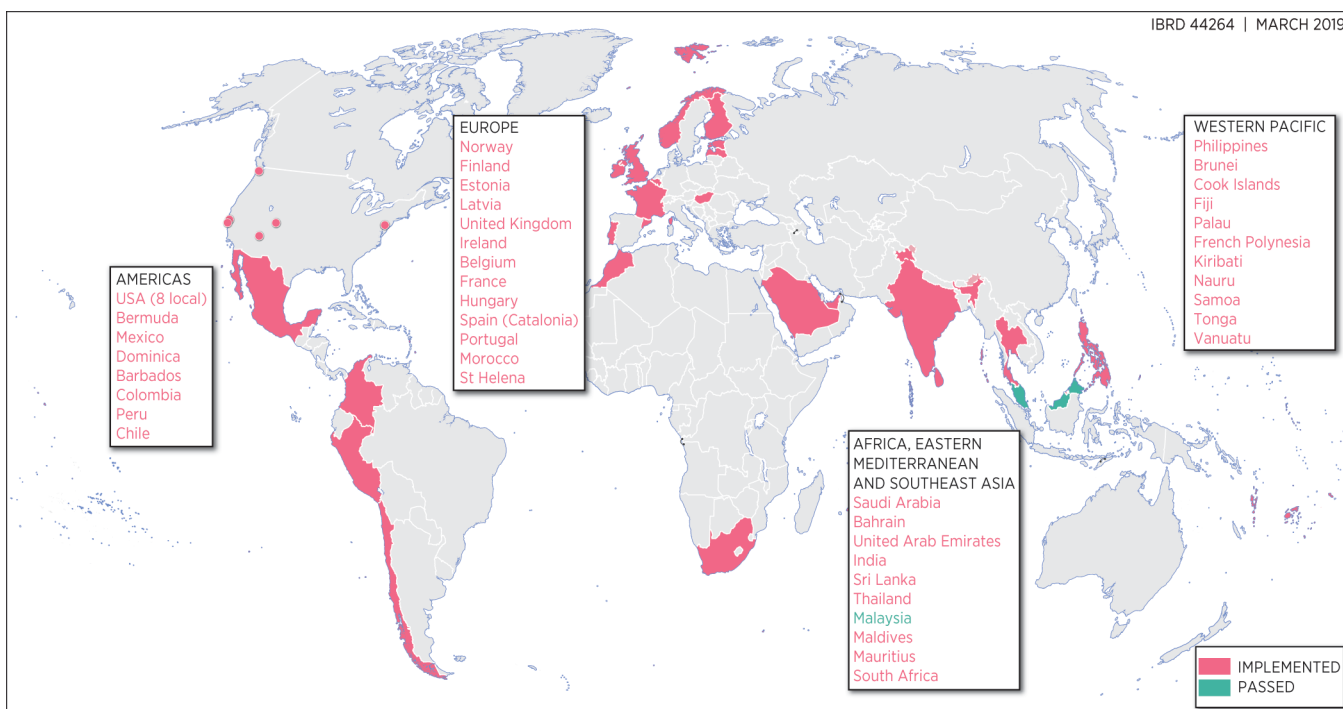 IBRD 44264 | MARCH 2019
EUROPE
Norway
Finland
Estonia
Latvia
United Kingdom
Ireland
Belgium
France
Hungary
Spain (Catalonia)
Portugal
Morocco
St Helena
WESTERN PACIFIC
Philippines
Brunei
Cook Islands
Fiji
Palau
French Polynesia
Kiribati
Nauru
Samoa
Tonga
Vanuatu
AMERICAS
USA (8 local)
Bermuda
Mexico
Dominica
Barbados
Colombia
Peru
Chile
AFRICA, EASTERN
MEDITERRANEAN
AND SOUTHEAST ASIA
Saudi Arabia
Bahrain
United Arab Emirates
India
Sri Lanka
Thailand
Malaysia
Maldives
Mauritius
South Africa
IMPLEMENTED
PASSED